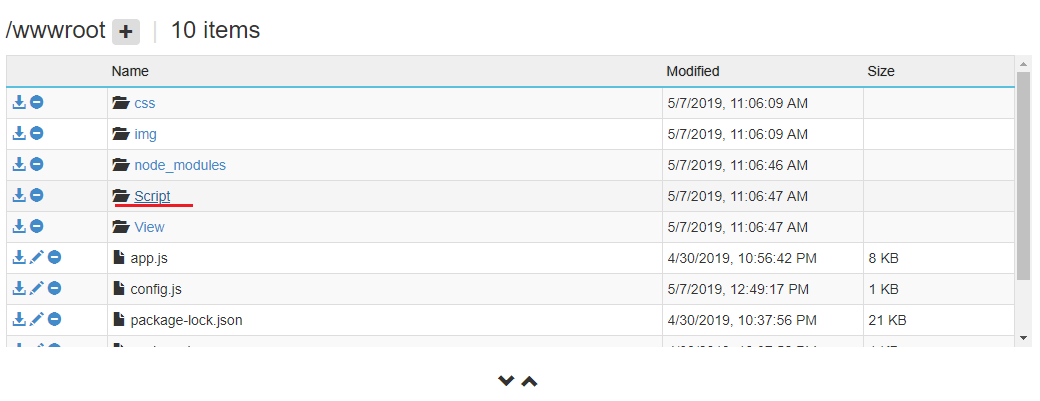 /wwwroot + | 10 items
Name Modified Size
css 5/7/2019, 11:06:09 AM
img 5/7/2019, 11:06:09 AM
node_modules 5/7/2019, 11:06:46 AM
Script 5/7/2019, 11:06:47 AM
View 5/7/2019, 11:06:47 AM
app.js 4/30/2019, 10:56:42 PM 8 KB
config.js 5/7/2019, 12:49:17 PM 1 KB
package-lock.json 4/30/2019, 10:37:56 PM 21 KB